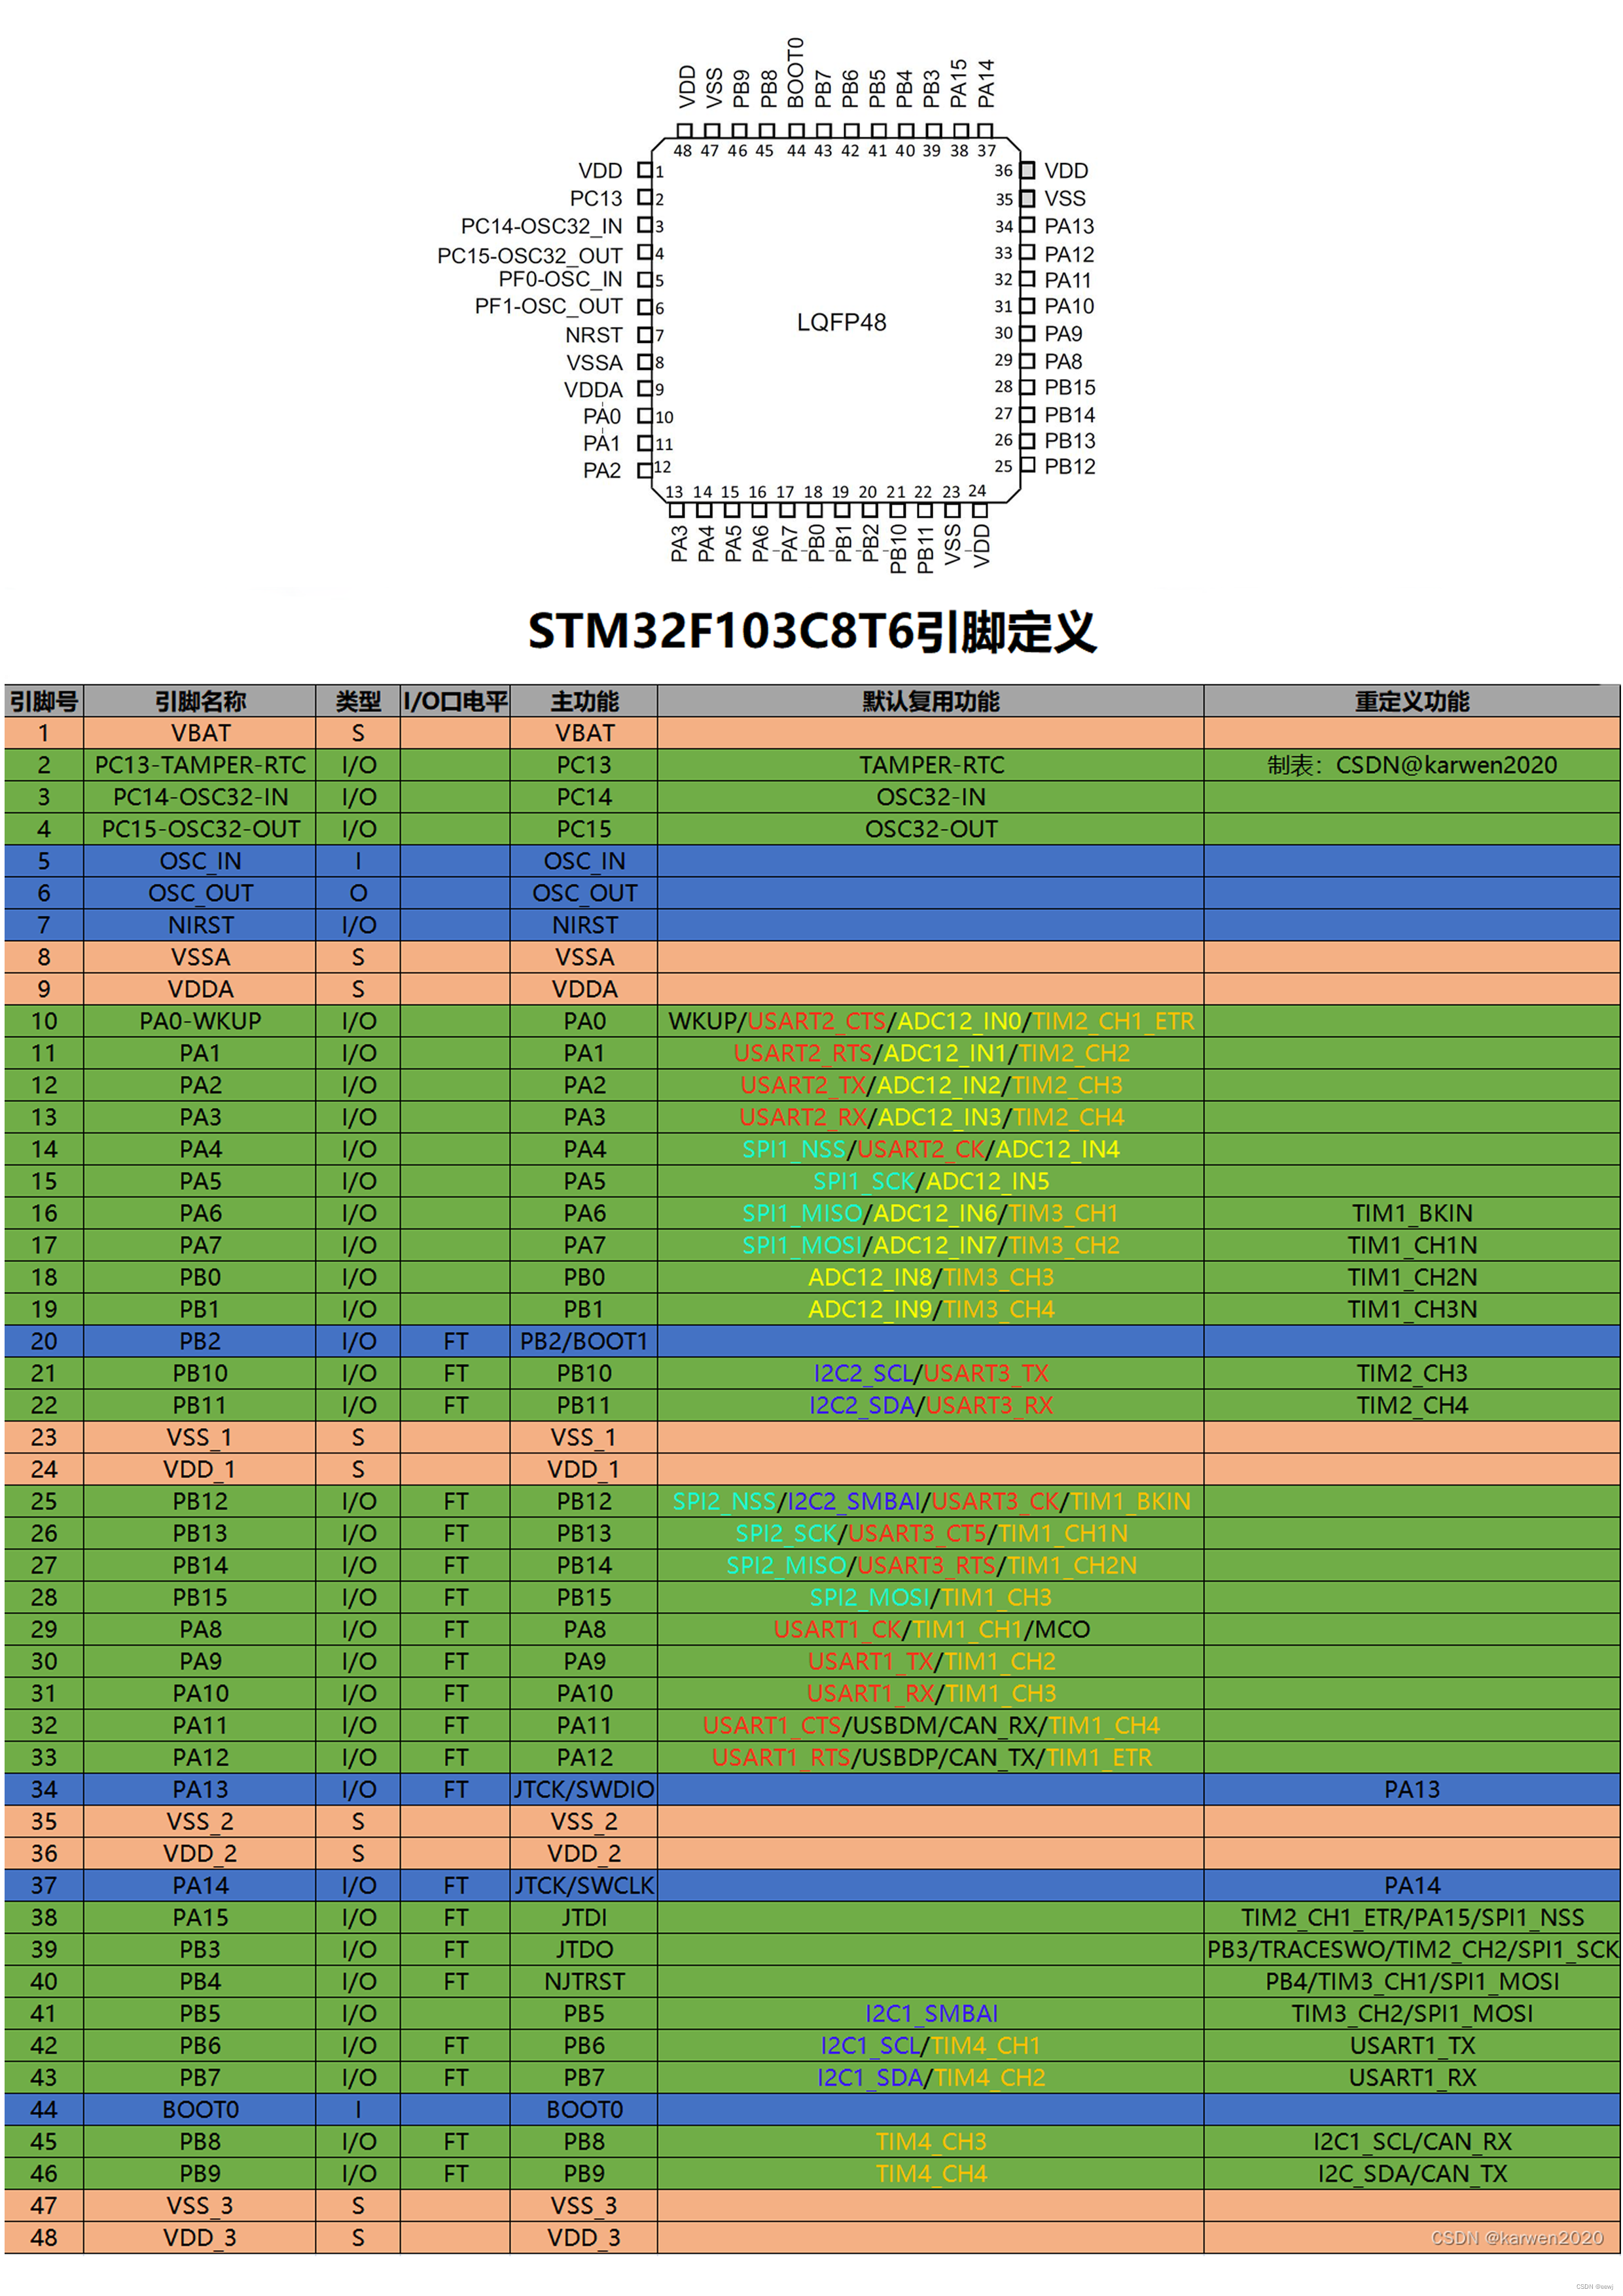 VDD VSS PB9 PB8 BOOT0 PB7 PB6 PB5 PB4 PB3 PA15 PA14
48 47 46 45 44 43 42 41 40 39 38 37
VDD 1 36 VDD
PC13 2 35 VSS
PC14-OSC32_IN 3 34 PA13
PC15-OSC32_OUT 4 33 PA12
PF0-OSC_IN 5 32 PA11
PF1-OSC_OUT 6 31 PA10
LQFP48
NRST 7 30 PA9
VSSA 8 29 PA8
VDDA 9 28 PB15
PA0 10 27 PB14
PA1 11 26 PB13
PA2 12 25 PB12
13 14 15 16 17 18 19 20 21 22 23 24
PA3 PA4 PA5 PA6 PA7 PB0 PB1 PB2 PB10 PB11 VSS VDD
STM32F103C8T6引脚定义
引脚号 引脚名称 类型 I/O口电平 主功能 默认复用功能 重定义功能
1 VBAT S VBAT
2 PC13-TAMPER-RTC I/O PC13 TAMPER-RTC 制表：CSDN@karwen2020
3 PC14-OSC32-IN I/O PC14 OSC32-IN
4 PC15-OSC32-OUT I/O PC15 OSC32-OUT
5 OSC_IN I OSC_IN
6 OSC_OUT O OSC_OUT
7 NIRST I/O NIRST
8 VSSA S VSSA
9 VDDA S VDDA
10 PA0-WKUP I/O PA0 WKUP/USART2_CTS/ADC12_IN0/TIM2_CH1_ETR
11 PA1 I/O PA1 USART2_RTS/ADC12_IN1/TIM2_CH2
12 PA2 I/O PA2 USART2_TX/ADC12_IN2/TIM2_CH3
13 PA3 I/O PA3 USART2_RX/ADC12_IN3/TIM2_CH4
14 PA4 I/O PA4 SPI1_NSS/USART2_CK/ADC12_IN4
15 PA5 I/O PA5 SPI1_SCK/ADC12_IN5
16 PA6 I/O PA6 SPI1_MISO/ADC12_IN6/TIM3_CH1 TIM1_BKIN
17 PA7 I/O PA7 SPI1_MOSI/ADC12_IN7/TIM3_CH2 TIM1_CH1N
18 PB0 I/O PB0 ADC12_IN8/TIM3_CH3 TIM1_CH2N
19 PB1 I/O PB1 ADC12_IN9/TIM3_CH4 TIM1_CH3N
20 PB2 I/O FT PB2/BOOT1
21 PB10 I/O FT PB10 I2C2_SCL/USART3_TX TIM2_CH3
22 PB11 I/O FT PB11 I2C2_SDA/USART3_RX TIM2_CH4
23 VSS_1 S VSS_1
24 VDD_1 S VDD_1
25 PB12 I/O FT PB12 SPI2_NSS/I2C2_SMBAI/USART3_CK/TIM1_BKIN
26 PB13 I/O FT PB13 SPI2_SCK/USART3_CT5/TIM1_CH1N
27 PB14 I/O FT PB14 SPI2_MISO/USART3_RTS/TIM1_CH2N
28 PB15 I/O FT PB15 SPI2_MOSI/TIM1_CH3
29 PA8 I/O FT PA8 USART1_CK/TIM1_CH1/MCO
30 PA9 I/O FT PA9 USART1_TX/TIM1_CH2
31 PA10 I/O FT PA10 USART1_RX/TIM1_CH3
32 PA11 I/O FT PA11 USART1_CTS/USBDM/CAN_RX/TIM1_CH4
33 PA12 I/O FT PA12 USART1_RTS/USBDP/CAN_TX/TIM1_ETR
34 PA13 I/O FT JTCK/SWDIO PA13
35 VSS_2 S VSS_2
36 VDD_2 S VDD_2
37 PA14 I/O FT JTCK/SWCLK PA14
38 PA15 I/O FT JTDI TIM2_CH1_ETR/PA15/SPI1_NSS
39 PB3 I/O FT JTDO PB3/TRACESWO/TIM2_CH2/SPI1_SCK
40 PB4 I/O FT NJTRST PB4/TIM3_CH1/SPI1_MOSI
41 PB5 I/O PB5 I2C1_SMBAI TIM3_CH2/SPI1_MOSI
42 PB6 I/O FT PB6 I2C1_SCL/TIM4_CH1 USART1_TX
43 PB7 I/O FT PB7 I2C1_SDA/TIM4_CH2 USART1_RX
44 BOOT0 I BOOT0
45 PB8 I/O FT PB8 TIM4_CH3 I2C1_SCL/CAN_RX
46 PB9 I/O FT PB9 TIM4_CH4 I2C_SDA/CAN_TX
47 VSS_3 S VSS_3
48 VDD_3 S VDD_3
CSDN @karwen2020